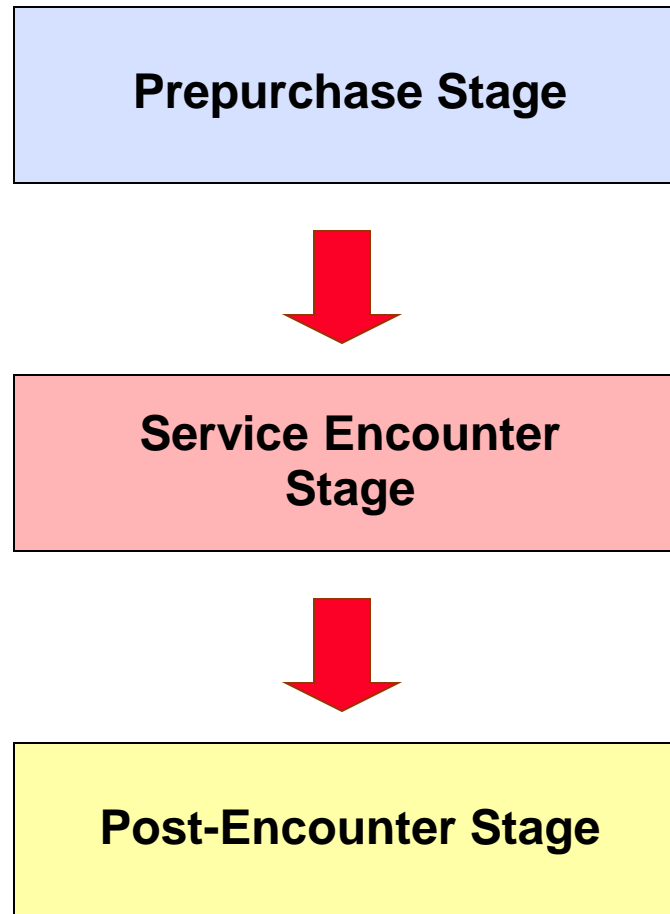 Prepurchase Stage
Service Encounter
Stage
Post-Encounter Stage